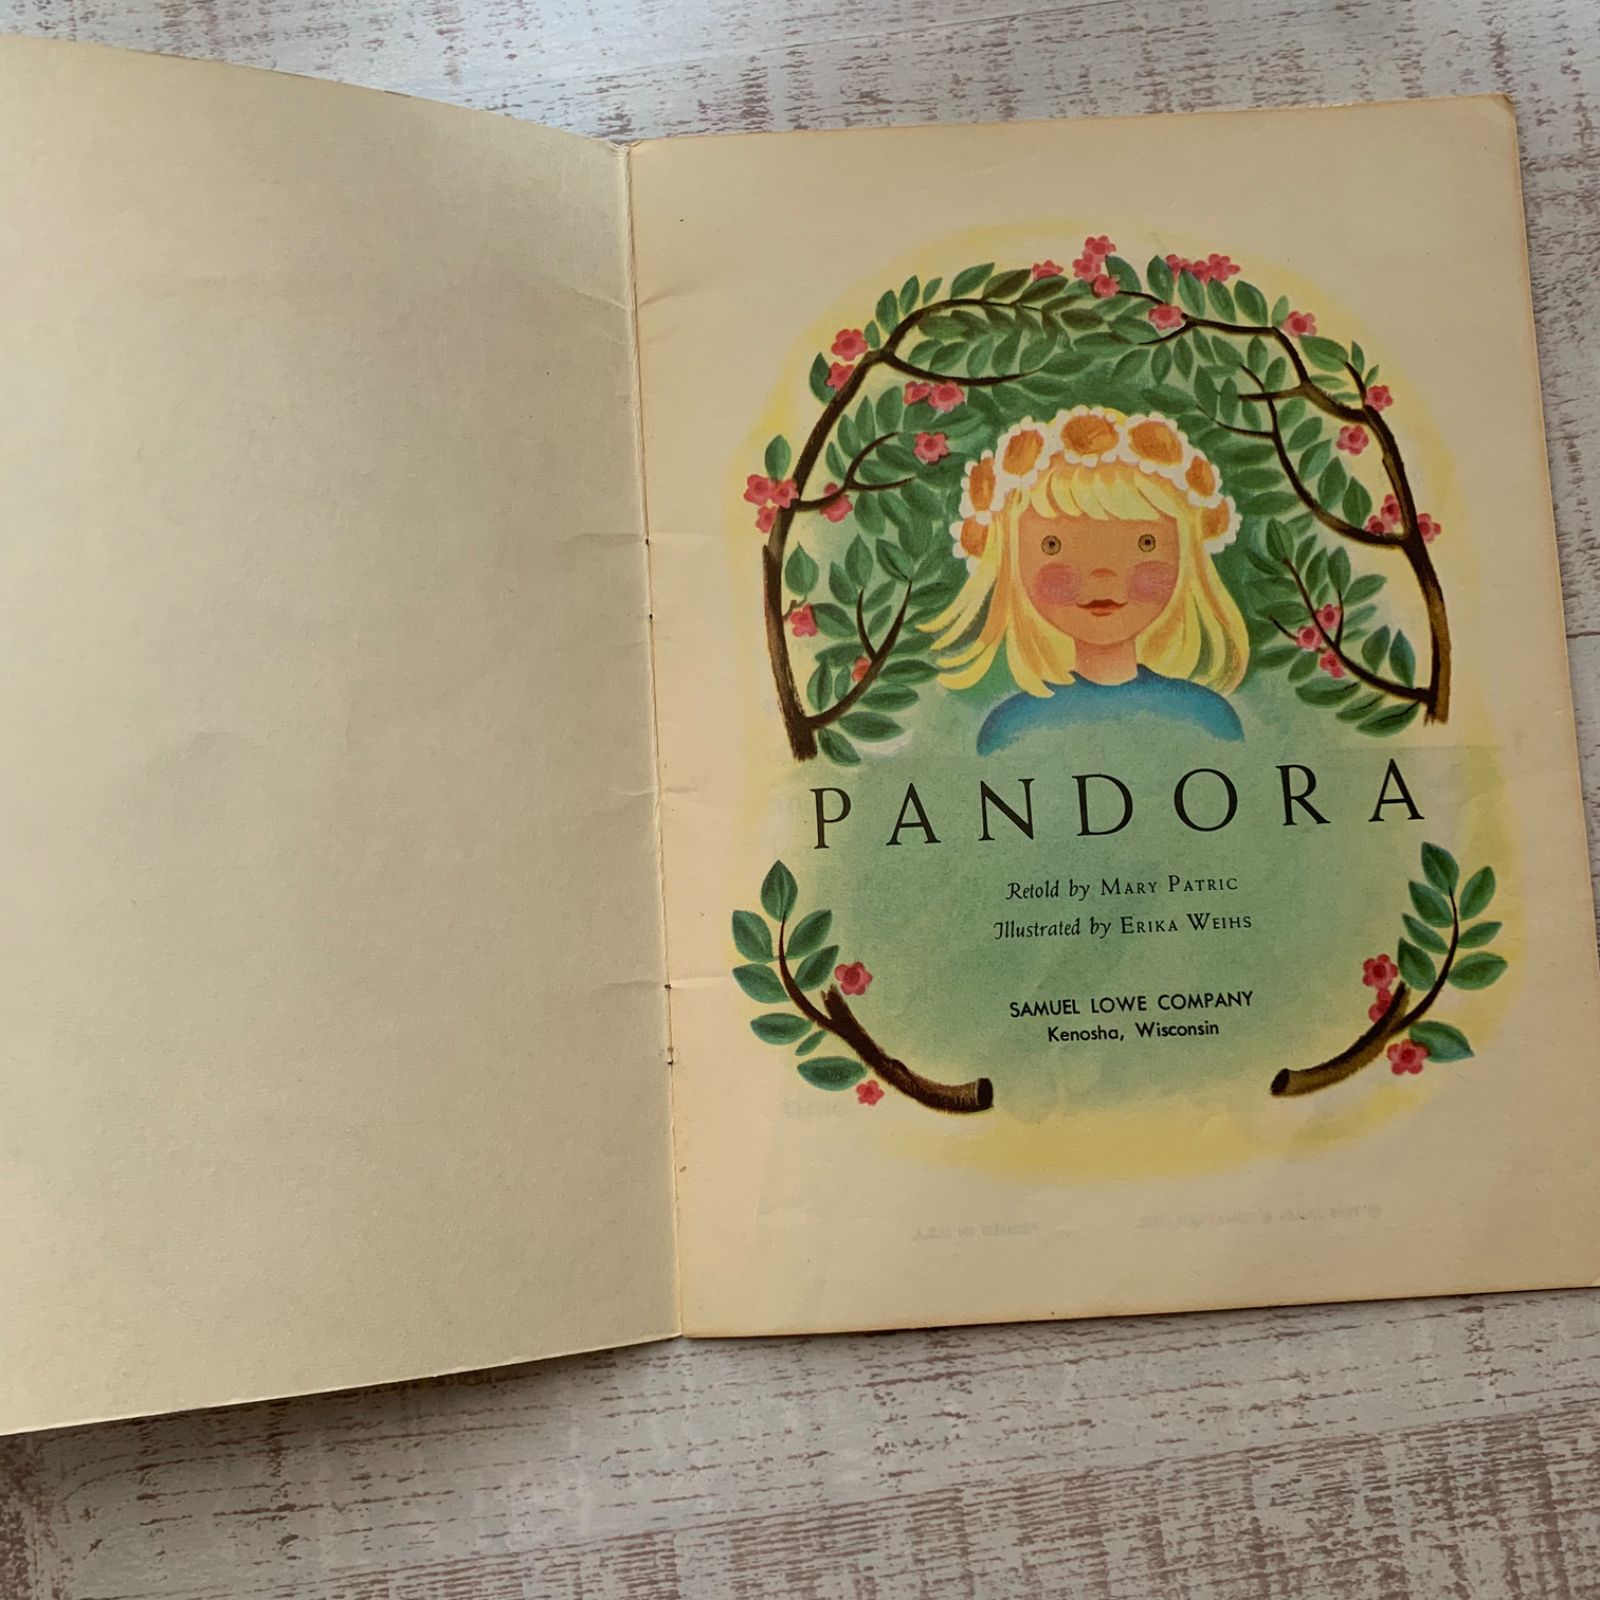 PANDORA
Retold by MARY PATRIC
Illustrated by ERIKA WEIHS
SAMUEL LOWE COMPANY
Kenosha, Wisconsin